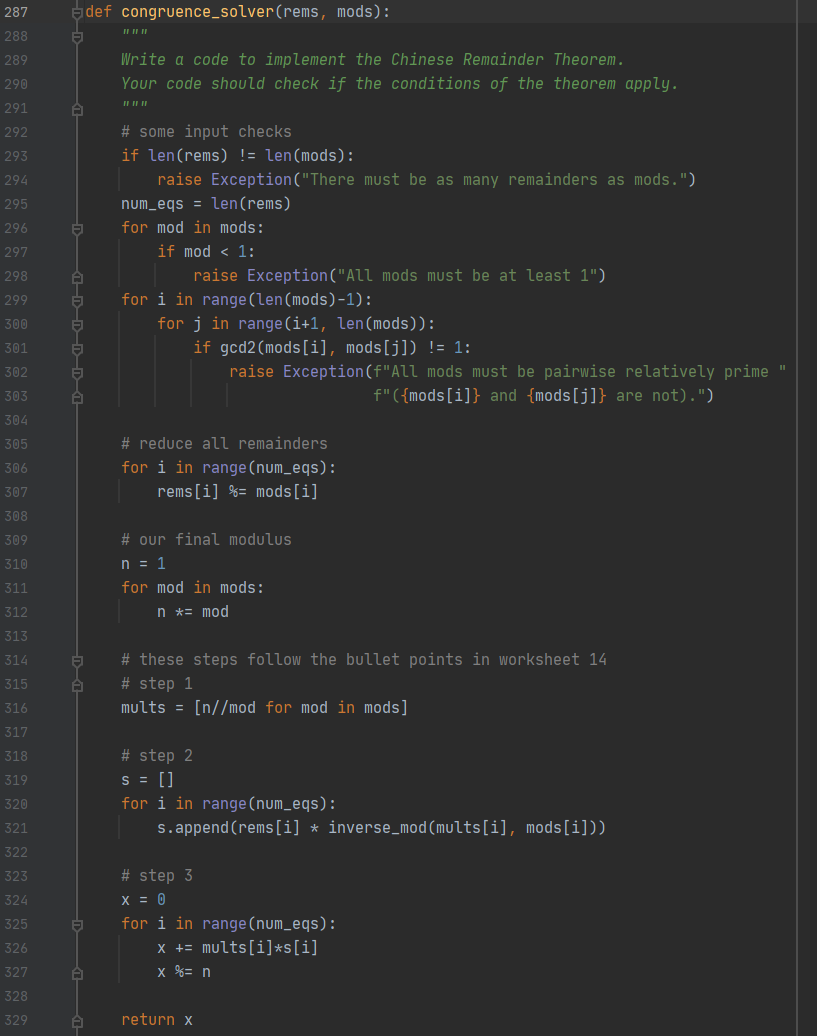 287 def congruence_solver(rems, mods):
288     """
289     Write a code to implement the Chinese Remainder Theorem.
290     Your code should check if the conditions of the theorem apply.
291     """
292     # some input checks
293     if len(rems) != len(mods):
294         raise Exception("There must be as many remainders as mods.")
295     num_eqs = len(rems)
296     for mod in mods:
297         if mod < 1:
298             raise Exception("All mods must be at least 1")
299     for i in range(len(mods)-1):
300         for j in range(i+1, len(mods)):
301             if gcd2(mods[i], mods[j]) != 1:
302                 raise Exception(f"All mods must be pairwise relatively prime "
303                                 f"({mods[i]} and {mods[j]} are not).")
304
305     # reduce all remainders
306     for i in range(num_eqs):
307         rems[i] %= mods[i]
308
309     # our final modulus
310     n = 1
311     for mod in mods:
312         n *= mod
313
314     # these steps follow the bullet points in worksheet 14
315     # step 1
316     mults = [n//mod for mod in mods]
317
318     # step 2
319     s = []
320     for i in range(num_eqs):
321         s.append(rems[i] * inverse_mod(mults[i], mods[i]))
322
323     # step 3
324     x = 0
325     for i in range(num_eqs):
326         x += mults[i]*s[i]
327         x %= n
328
329     return x